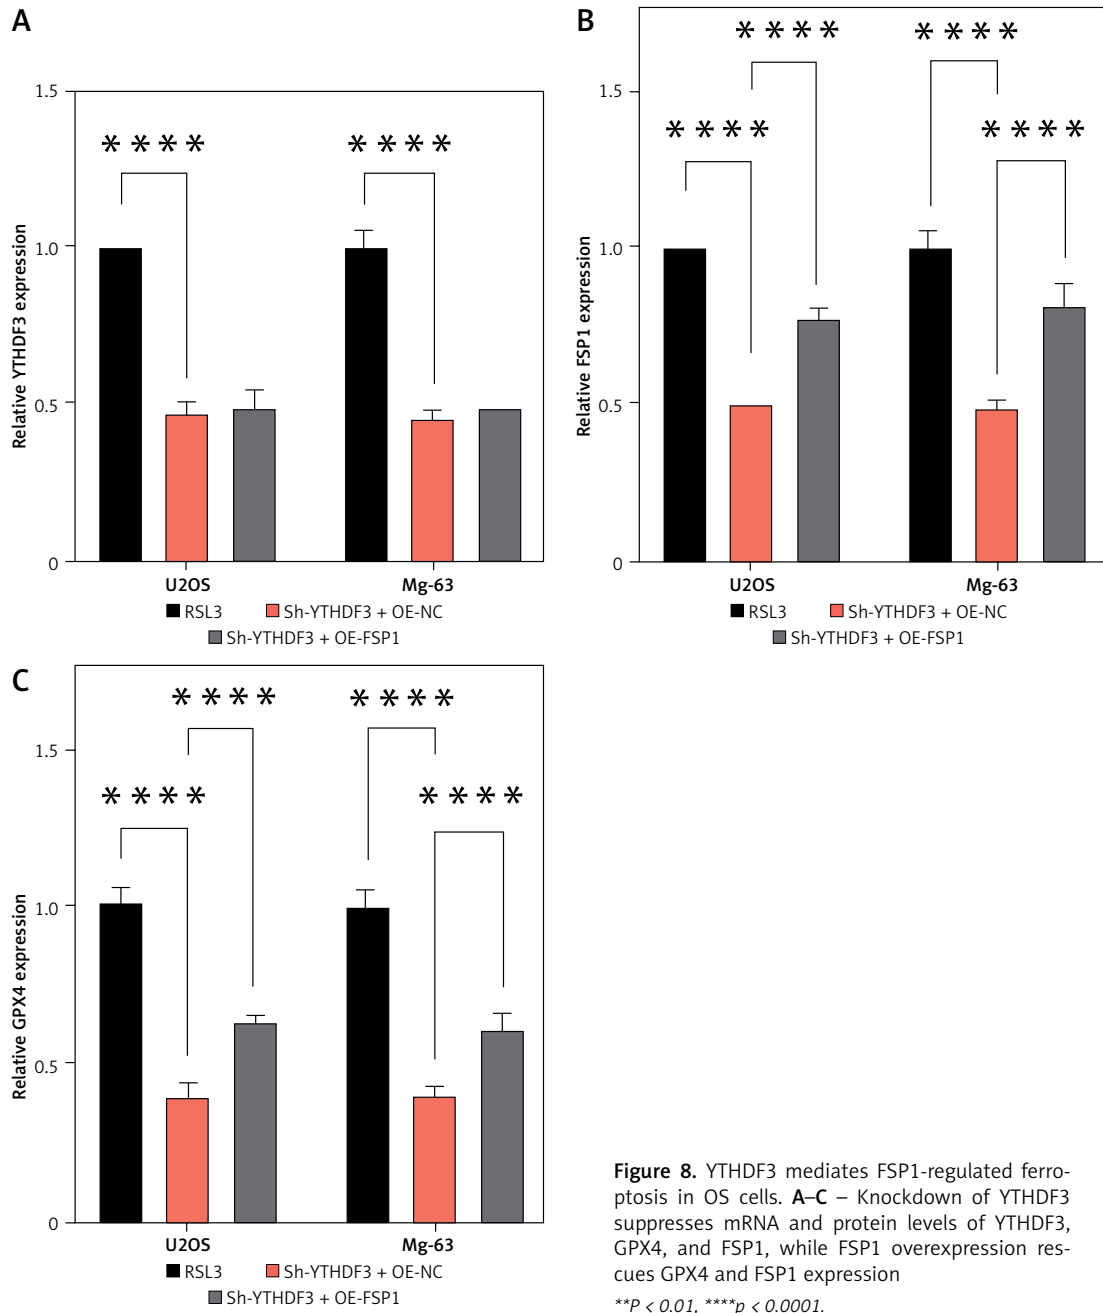 A
1.5
1.0
0.5
0
Relative YTHDF3 expression
**** ****
U2OS Mg-63
RSL3 Sh-YTHDF3 + OE-NC
Sh-YTHDF3 + OE-FSP1
B
1.5
1.0
0.5
0
Relative FSP1 expression
**** ****
**** ****
U2OS Mg-63
RSL3 Sh-YTHDF3 + OE-NC
Sh-YTHDF3 + OE-FSP1
C
1.5
1.0
0.5
0
Relative GPX4 expression
**** ****
**** ****
U2OS Mg-63
RSL3 Sh-YTHDF3 + OE-NC
Sh-YTHDF3 + OE-FSP1
Figure 8. YTHDF3 mediates FSP1-regulated ferro-
ptosis in OS cells. A–C – Knockdown of YTHDF3
suppresses mRNA and protein levels of YTHDF3,
GPX4, and FSP1, while FSP1 overexpression res-
cues GPX4 and FSP1 expression
**P < 0.01, ****p < 0.0001.